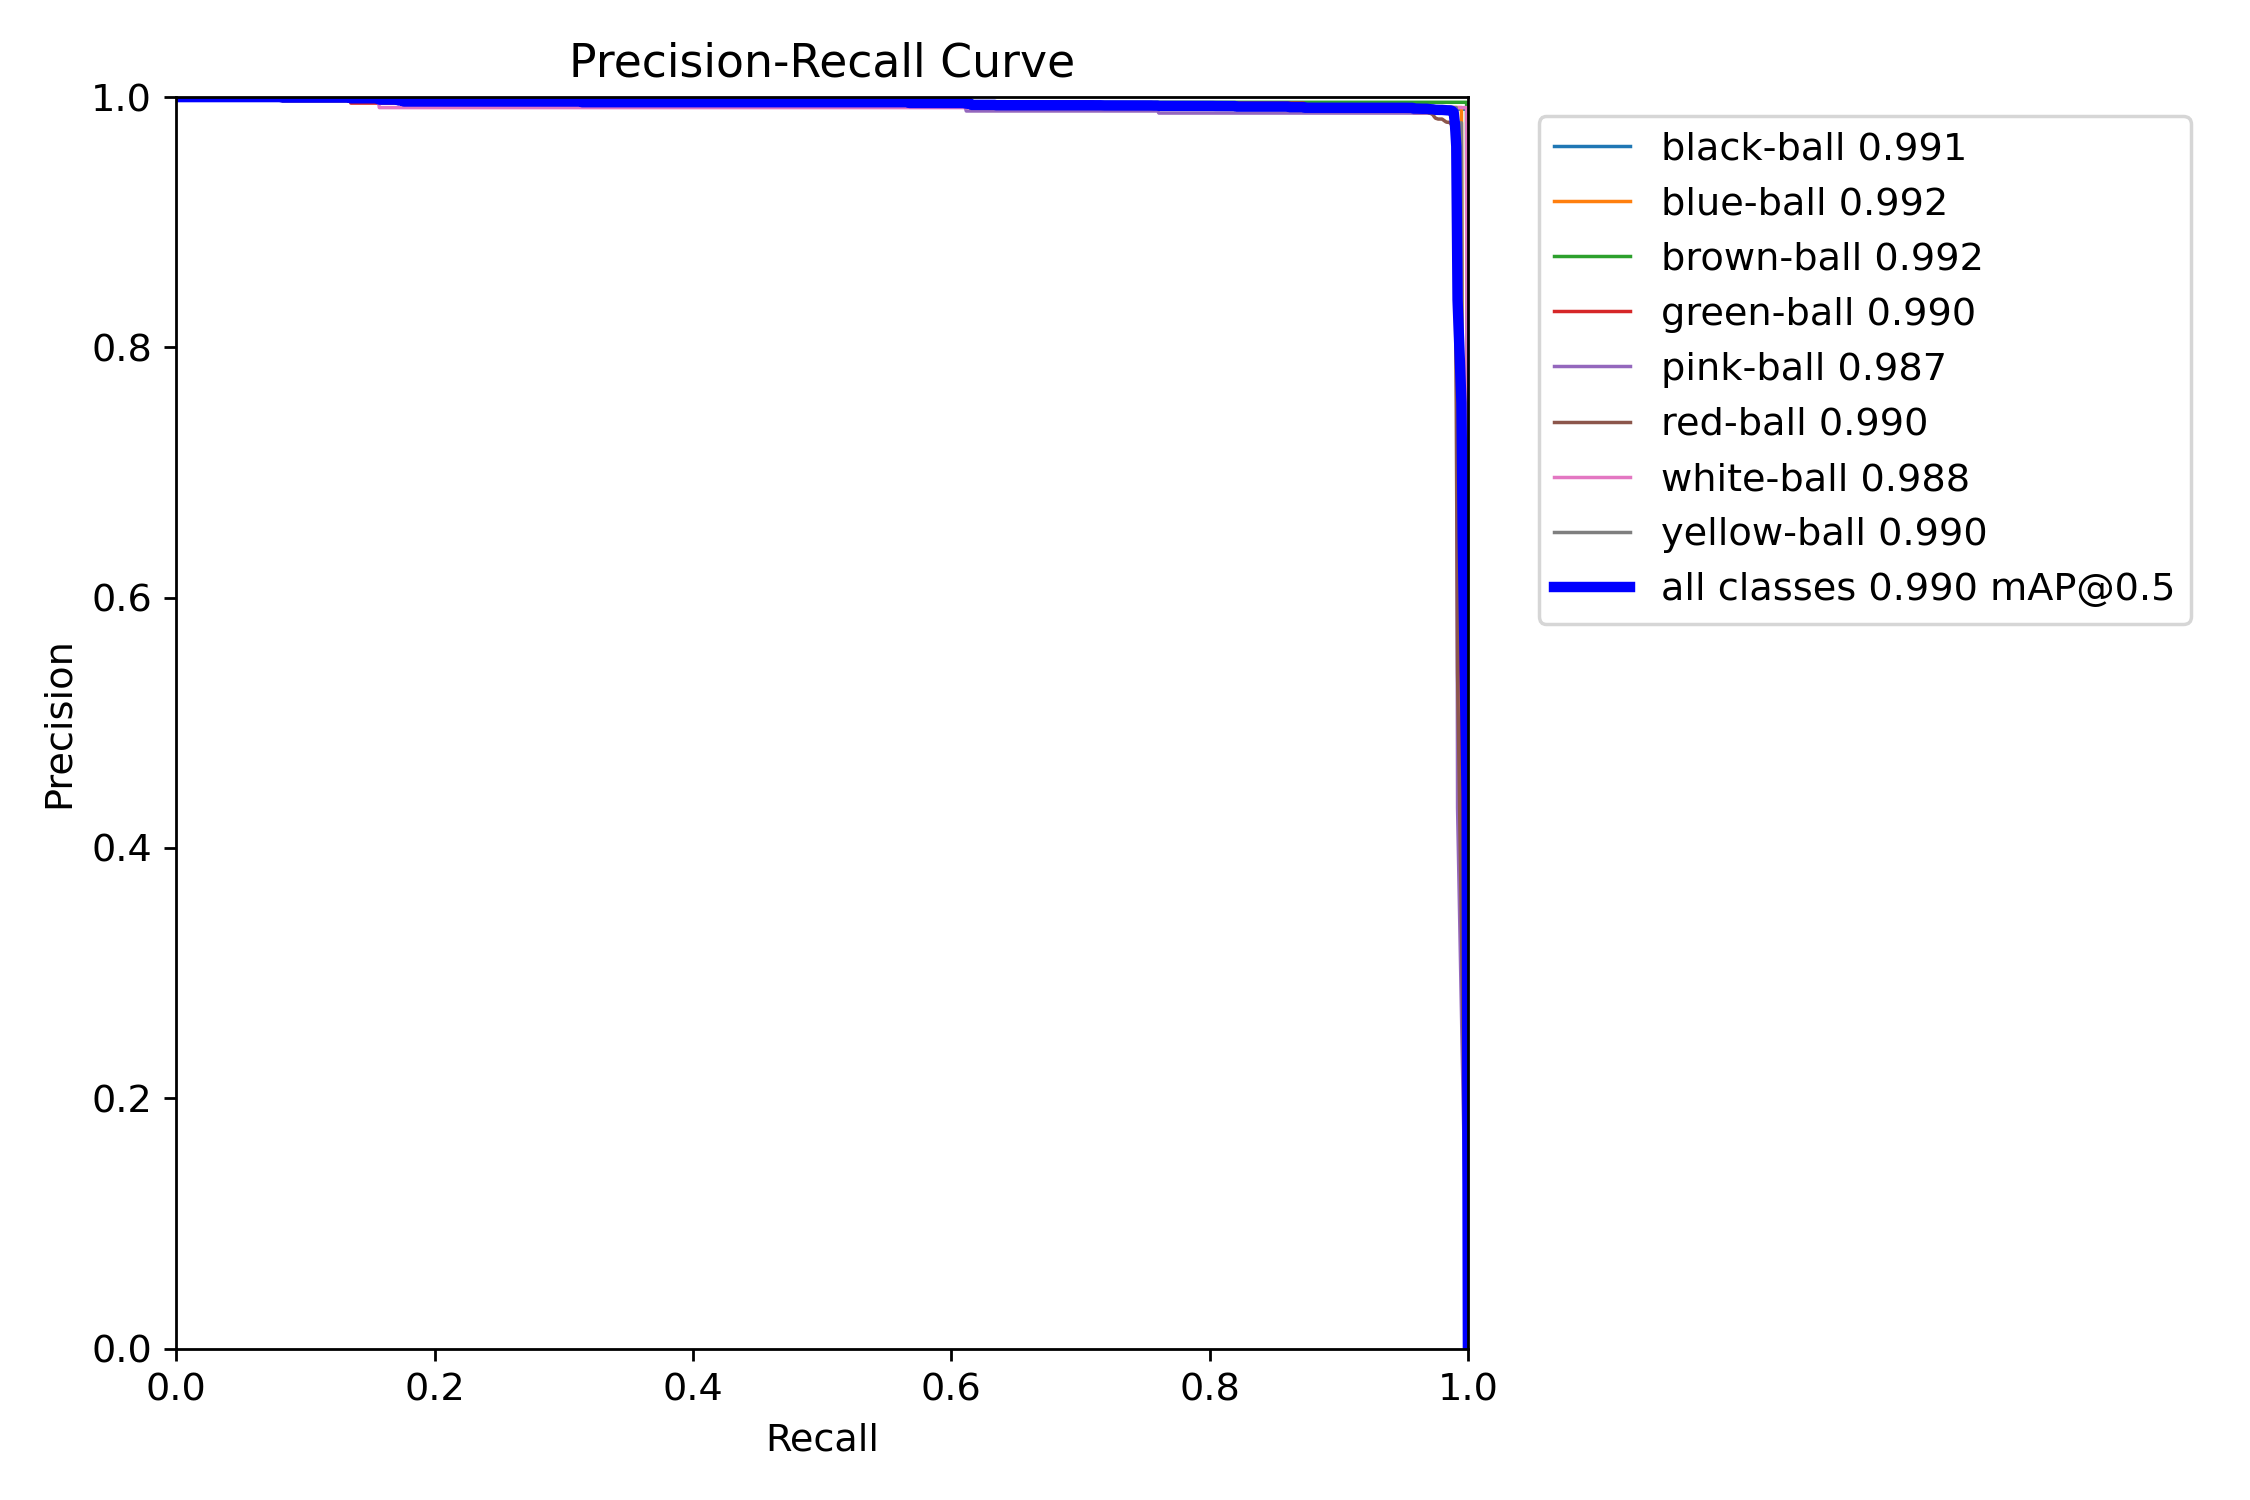 Precision-Recall Curve
1.0
0.8
0.6
0.4
0.2
0.0
Precision
0.0 0.2 0.4 0.6 0.8 1.0
Recall
black-ball 0.991
blue-ball 0.992
brown-ball 0.992
green-ball 0.990
pink-ball 0.987
red-ball 0.990
white-ball 0.988
yellow-ball 0.990
all classes 0.990 mAP@0.5